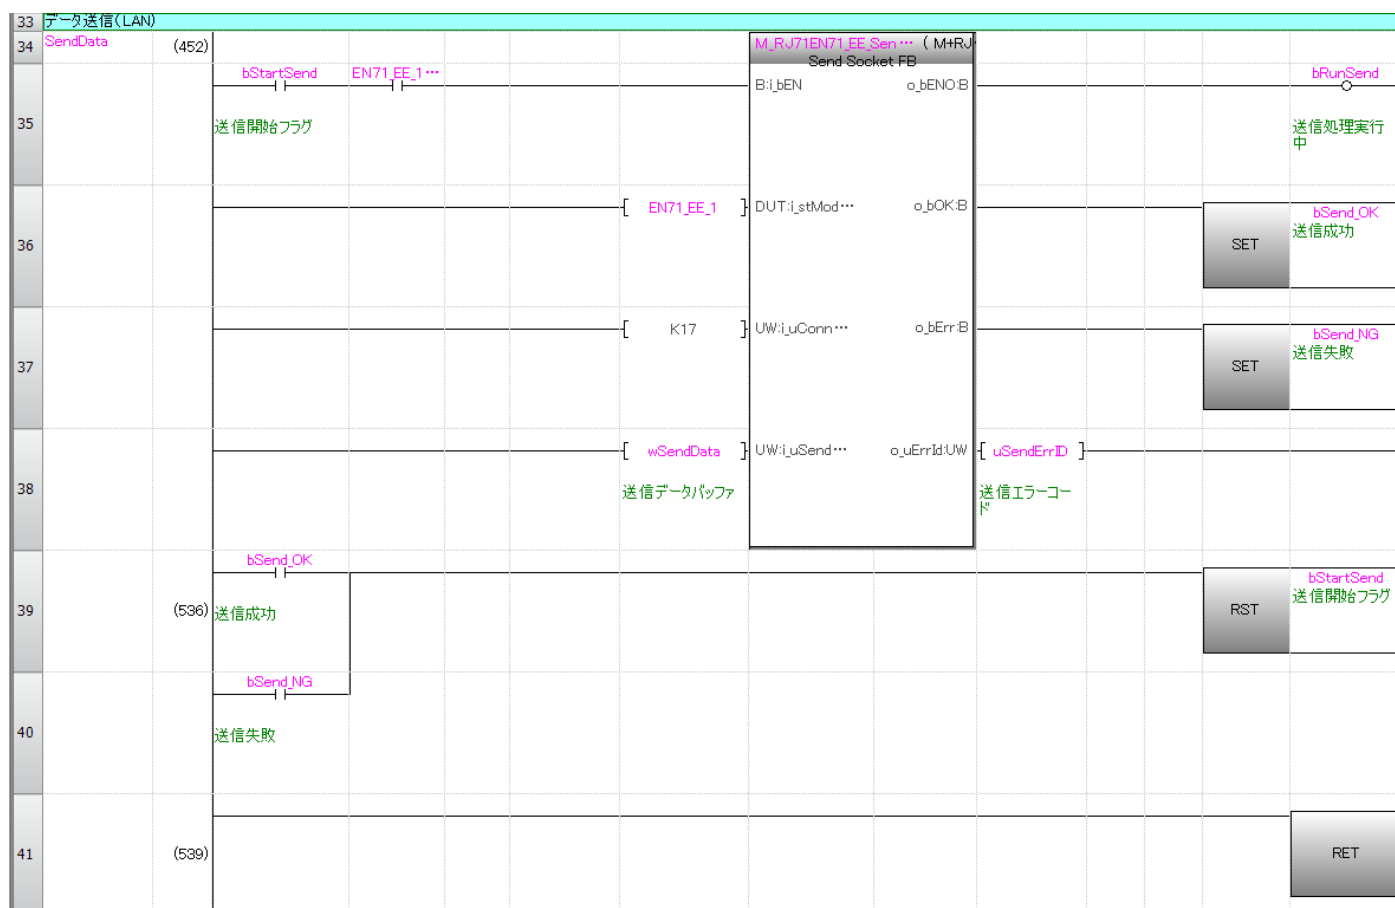 33 データ送信(LAN)
34 SendData (452) M_RJ71EN71_EE_Sen… ( M+RJ
Send Socket FB
bStartSend EN71_EE_1… B:i_bEN o_bENO:B bRunSend
35 送信開始フラグ 送信処理実行
中
EN71_EE_1 DUT:i_stMod… o_bOK:B bSend_OK
送信成功
36 SET
K17 UW:i_uConn… o_bErr:B bSend_NG
送信失敗
37 SET
wSendData UW:i_uSend… o_uErrId:UW uSendErrID
38 送信データバッファ 送信エラーコー
ド
bSend_OK bStartSend
送信開始フラグ
39 (536) 送信成功 RST
bSend_NG
40 送信失敗
41 (539) RET